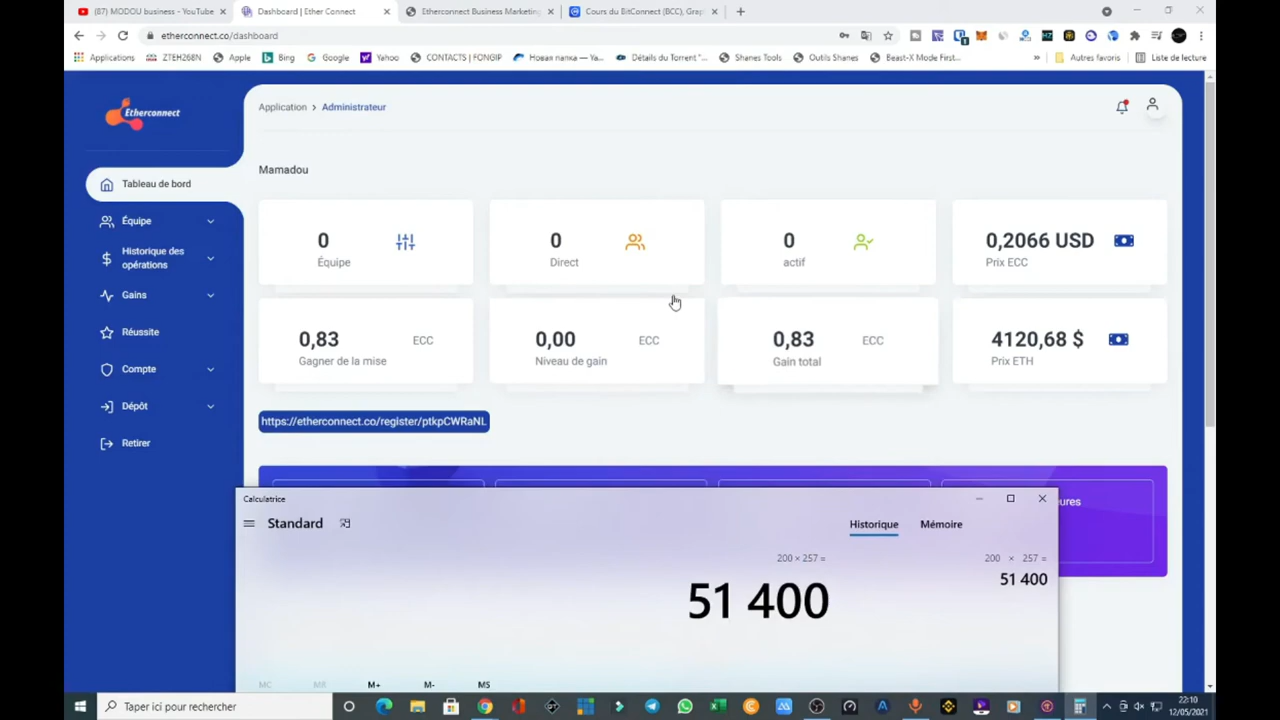 (87) MODOU business - YouTube
Dashboard | Ether Connect
Etherconnect Business Marketing
Cours du BitConnect (BCC), Grap
etherconnect.co/dashboard
Applications
ZTEH268N
Apple
Bing
Google
Yahoo
CONTACTS | FONGIP
Новая папка — Ya...
Détails du Torrent "...
Shanes Tools
Outils Shanes
Beast-X Mode First...
»
Autres favoris
Liste de lecture
Etherconnect
Application > Administrateur
Tableau de bord
Équipe
Historique des
opérations
Gains
Réussite
Compte
Dépôt
Retirer
Mamadou
0
Équipe
0
Direct
0
actif
0,2066 USD
Prix ECC
0,83 ECC
Gagner de la mise
0,00 ECC
Niveau de gain
0,83 ECC
Gain total
4120,68 $
Prix ETH
https://etherconnect.co/register/ptkpCWRaNL
ures
Calculatrice
Standard
Historique
Mémoire
200 × 257 =
51 400
200 × 257 =
51 400
MC
MR
M+
M-
MS
Taper ici pour rechercher
22:10
12/05/2021